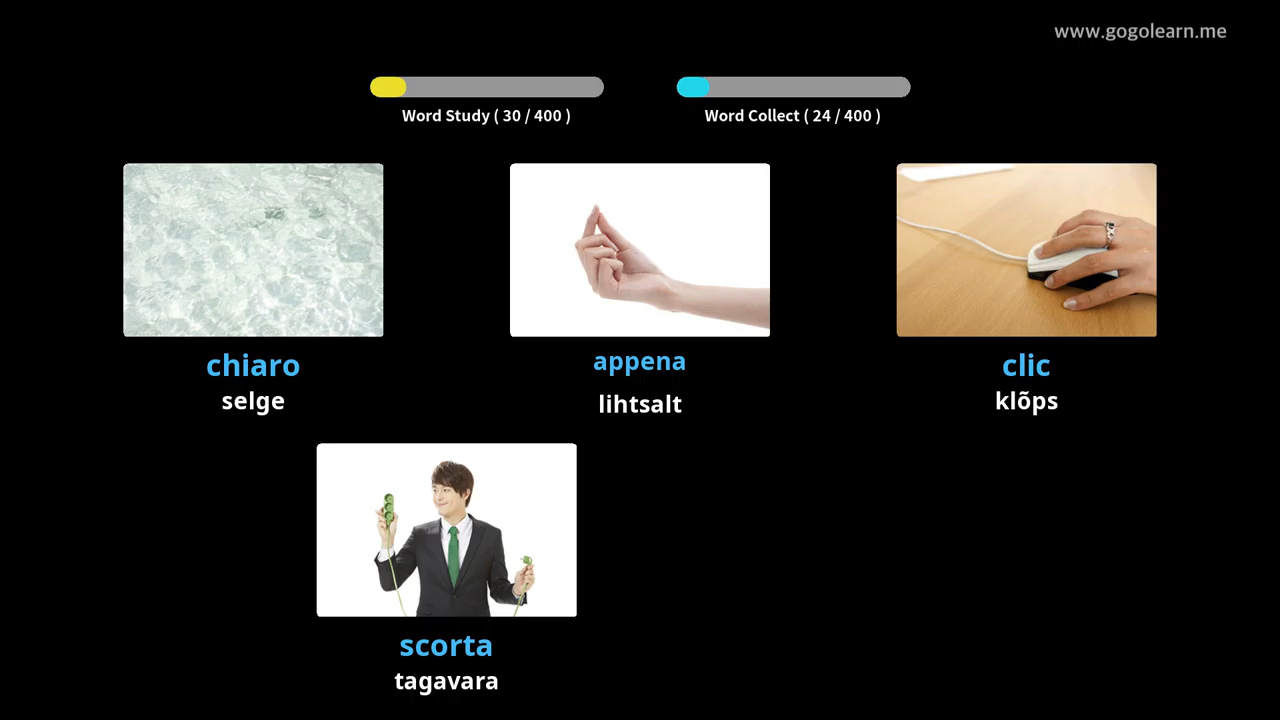 www.gogolearn.me
Word Study ( 30 / 400 )
Word Collect ( 24 / 400 )
chiaro
selge
appena
lihtsalt
clic
klõps
scorta
tagavara